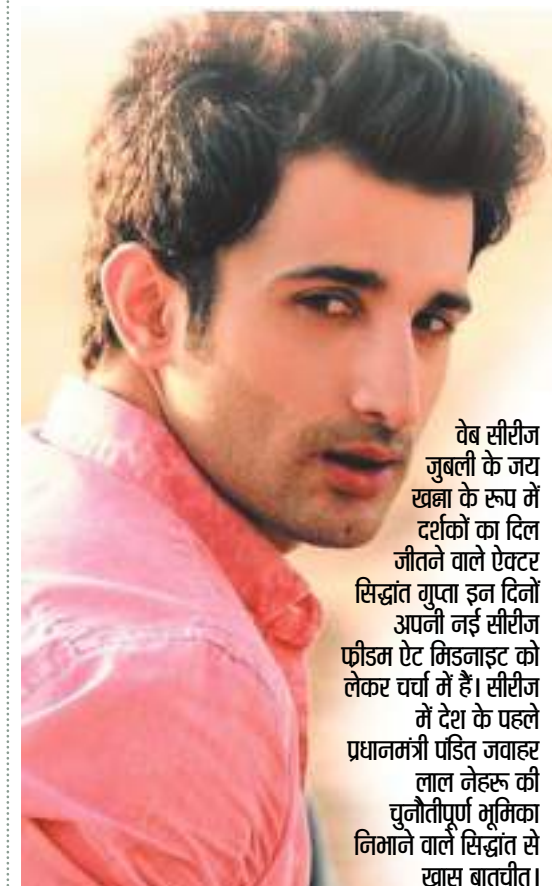 वेब सीरीज
जुबली के जय
खन्ना के रूप में
दर्शकों का दिल
जीतने वाले ऐक्टर
सिद्धांत गुप्ता इन दिनों
अपनी नई सीरीज
फ्रीडम ऐट मिडनाइट को
लेकर चर्चा में हैं। सीरीज
में देश के पहले
प्रधानमंत्री पंडित जवाहर
लाल नेहरू की
चुनौतीपूर्ण भूमिका
निभाने वाले सिद्धांत से
खास बातचीत।